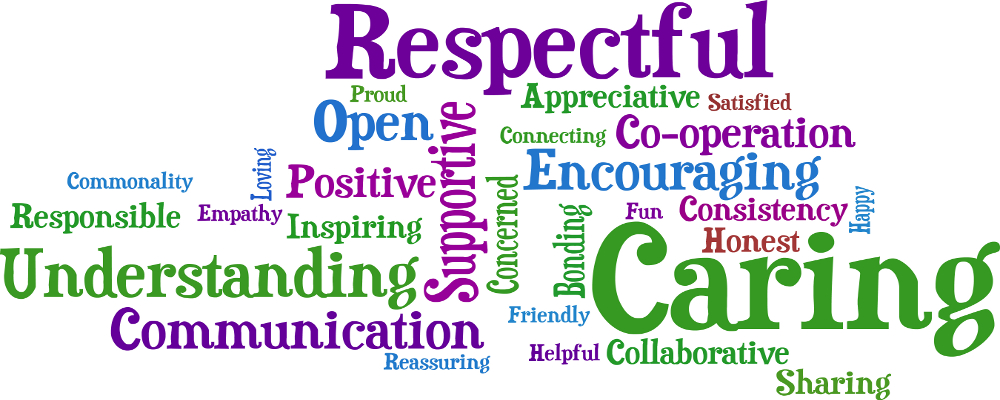 Respectful
Proud
Appreciative
Satisfied
Open
Supportive
Connecting
Co-operation
Commonality
Loving
Positive
Encouraging
Responsible
Empathy
Inspiring
Concerned
Bonding
Fun
Consistency
Happy
Honest
Understanding
Caring
Communication
Friendly
Reassuring
Helpful
Collaborative
Sharing